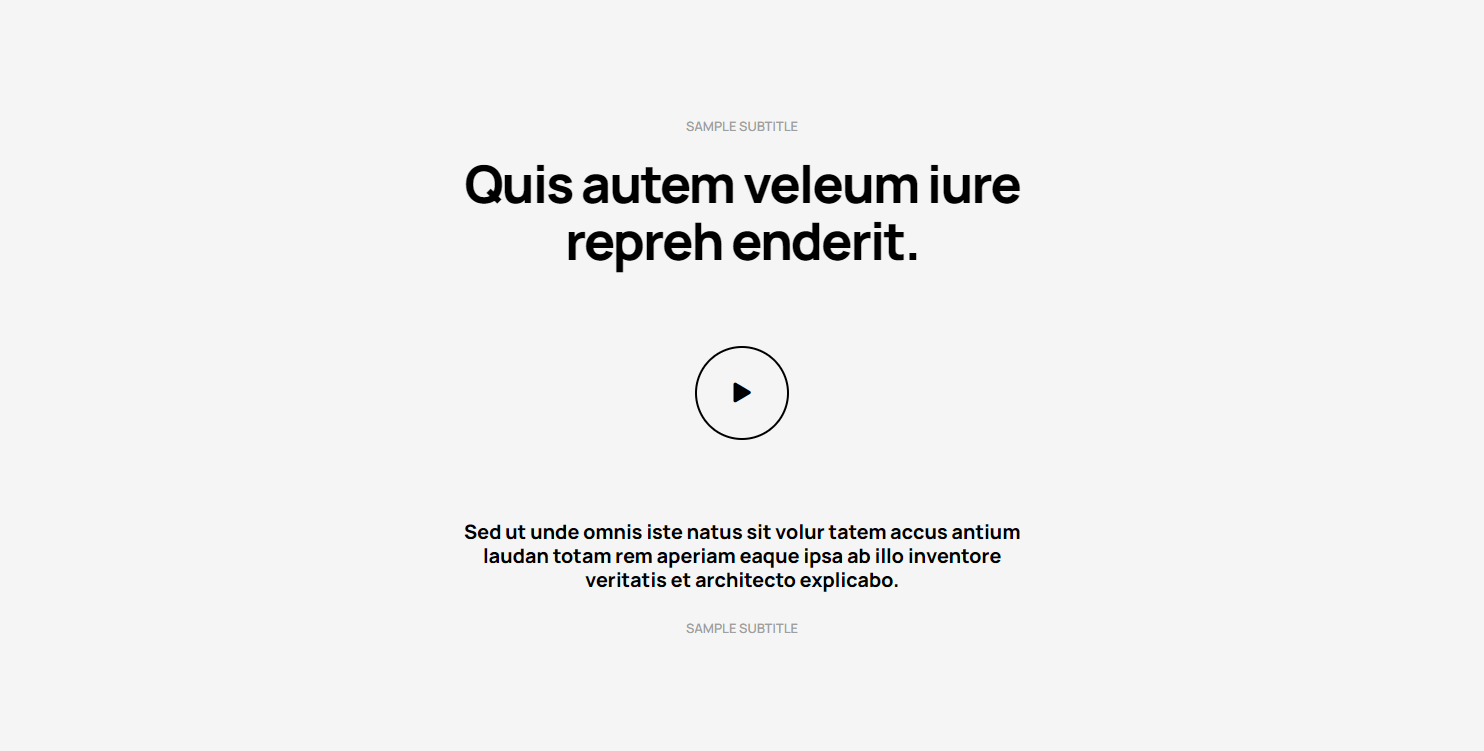 SAMPLE SUBTITLE
Quis autem veleum iure
repreh enderit.
Sed ut unde omnis iste natus sit volur tatem accus antium
laudan totam rem aperiam eaque ipsa ab illo inventore
veritatis et architecto explicabo.
SAMPLE SUBTITLE